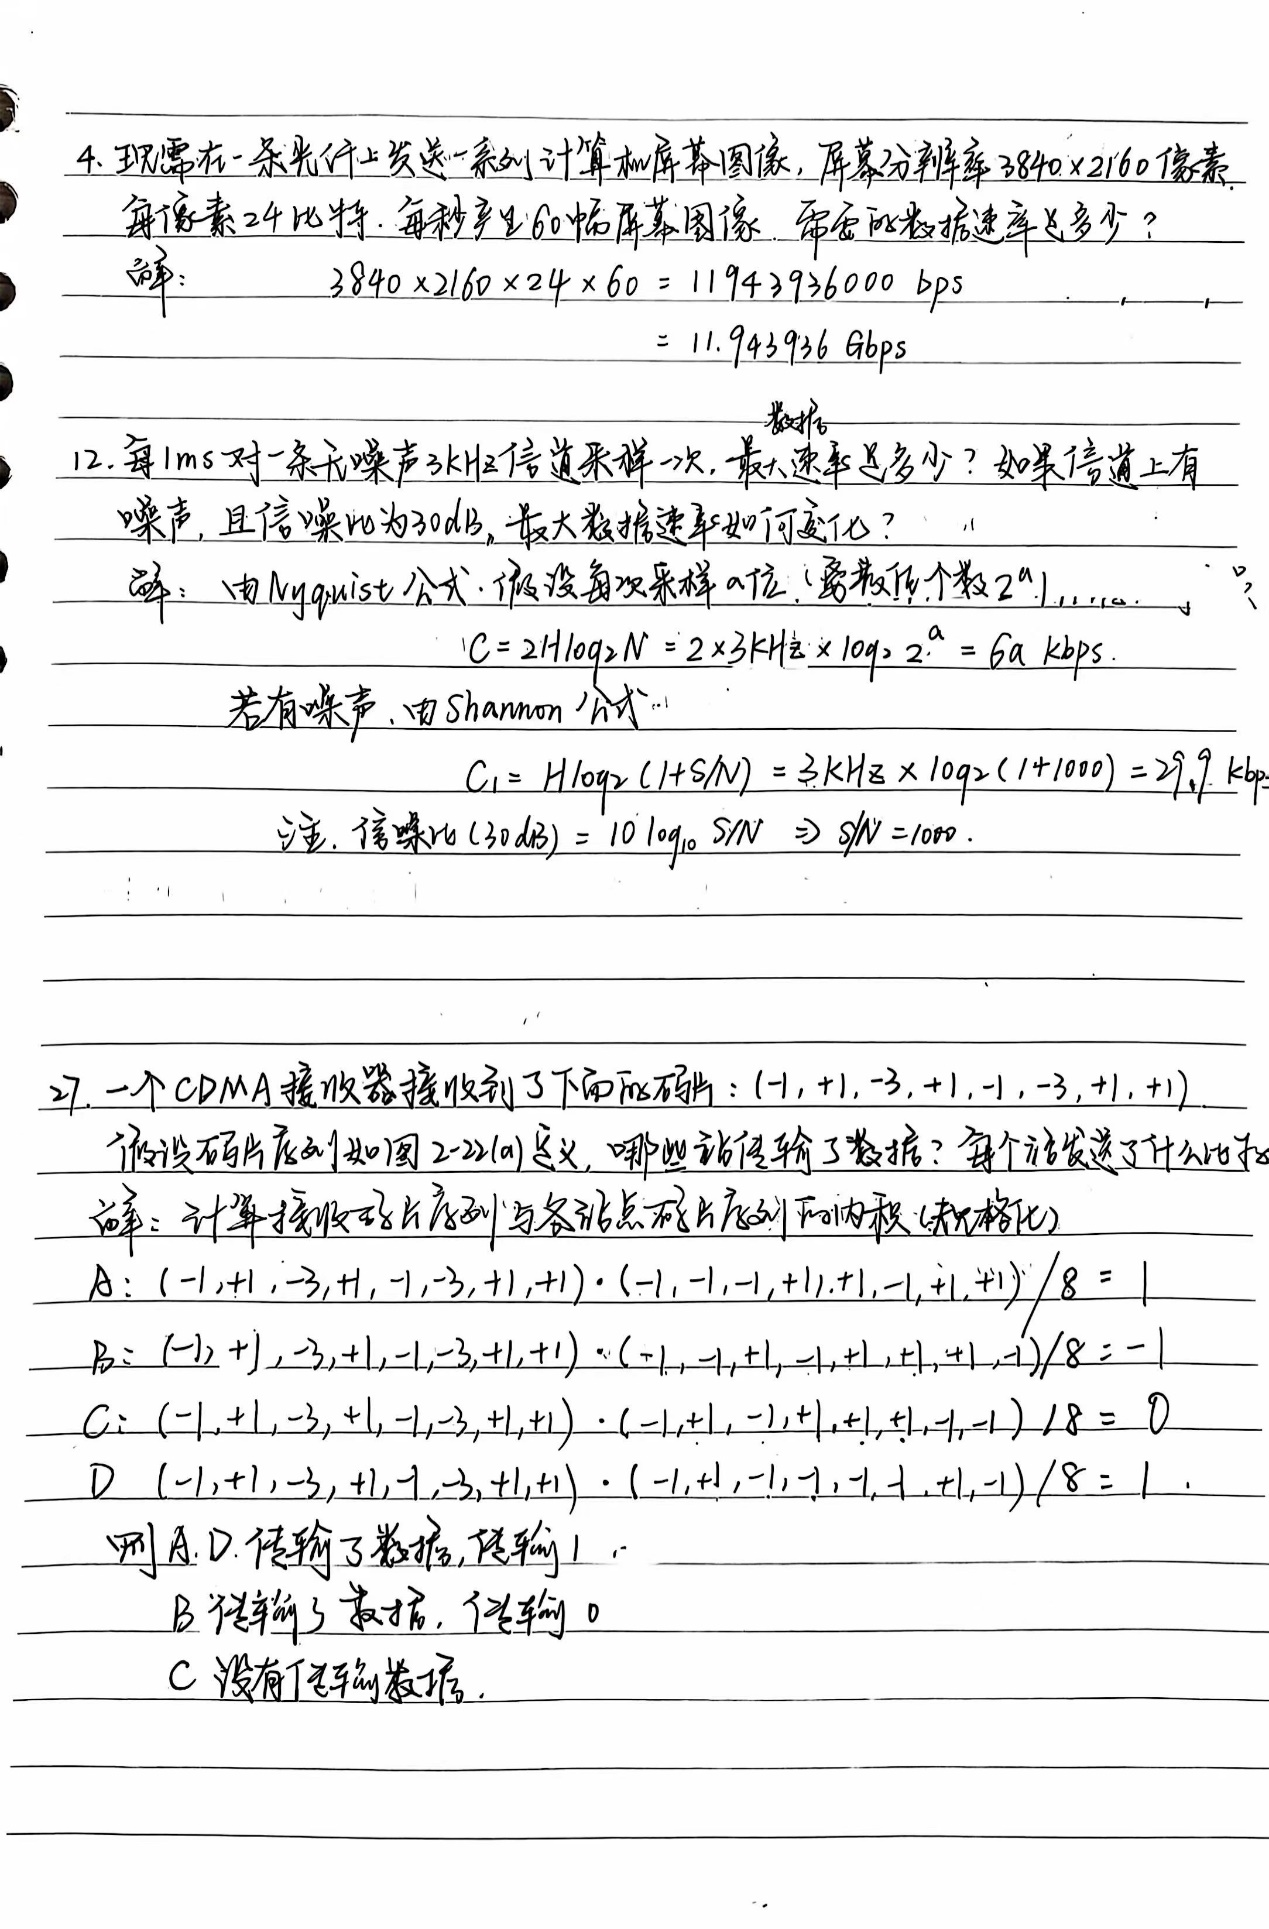 4. 现需在一条光纤上发送一系列计算机屏幕图像, 屏幕分辨率3840×2160像素,
每像素24比特. 每秒产生60幅屏幕图像. 需要的数据速率是多少?
解: 3840×2160×24×60 = 11943936000 bps
= 11.943936 Gbps
数据
12. 每1ms对一条无噪声3KHz信道采样一次. 最大速率是多少? 如果信道上有
噪声, 且信噪比为30dB, 最大数据速率如何变化?
解: 由Nyquist公式. 假设每次采样a位 (离散值个数2^a)
C = 2Hlog₂N = 2×3KHz×log₂2^a = 6a kbps.
若有噪声, 由Shannon公式
C₁ = Hlog₂(1+S/N) = 3KHz×log₂(1+1000) = 29.9 kbps
注. 信噪比(30dB) = 10 log₁₀ S/N ⇒ S/N = 1000.
27. 一个CDMA接收器接收到了下面的码片: (-1, +1, -3, +1, -1, -3, +1, +1)
假设码片序列如图2-22(a)定义, 哪些站传输了数据? 每个站发送了什么比特
解: 计算接收码片序列与各站点码片序列的内积(规格化)
A: (-1,+1,-3,+1,-1,-3,+1,+1)·(-1,-1,-1,+1,+1,-1,+1,+1)/8 = 1
B: (-1,+1,-3,+1,-1,-3,+1,+1)·(-1,-1,+1,-1,+1,+1,+1,-1)/8 = -1
C: (-1,+1,-3,+1,-1,-3,+1,+1)·(-1,+1,-1,+1,+1,+1,-1,-1)/8 = 0
D (-1,+1,-3,+1,-1,-3,+1,+1)·(-1,+1,-1,-1,-1,-1,+1,-1)/8 = 1.
则A.D.传输了数据, 传输1
B传输了数据, 传输0
C没有传输数据.